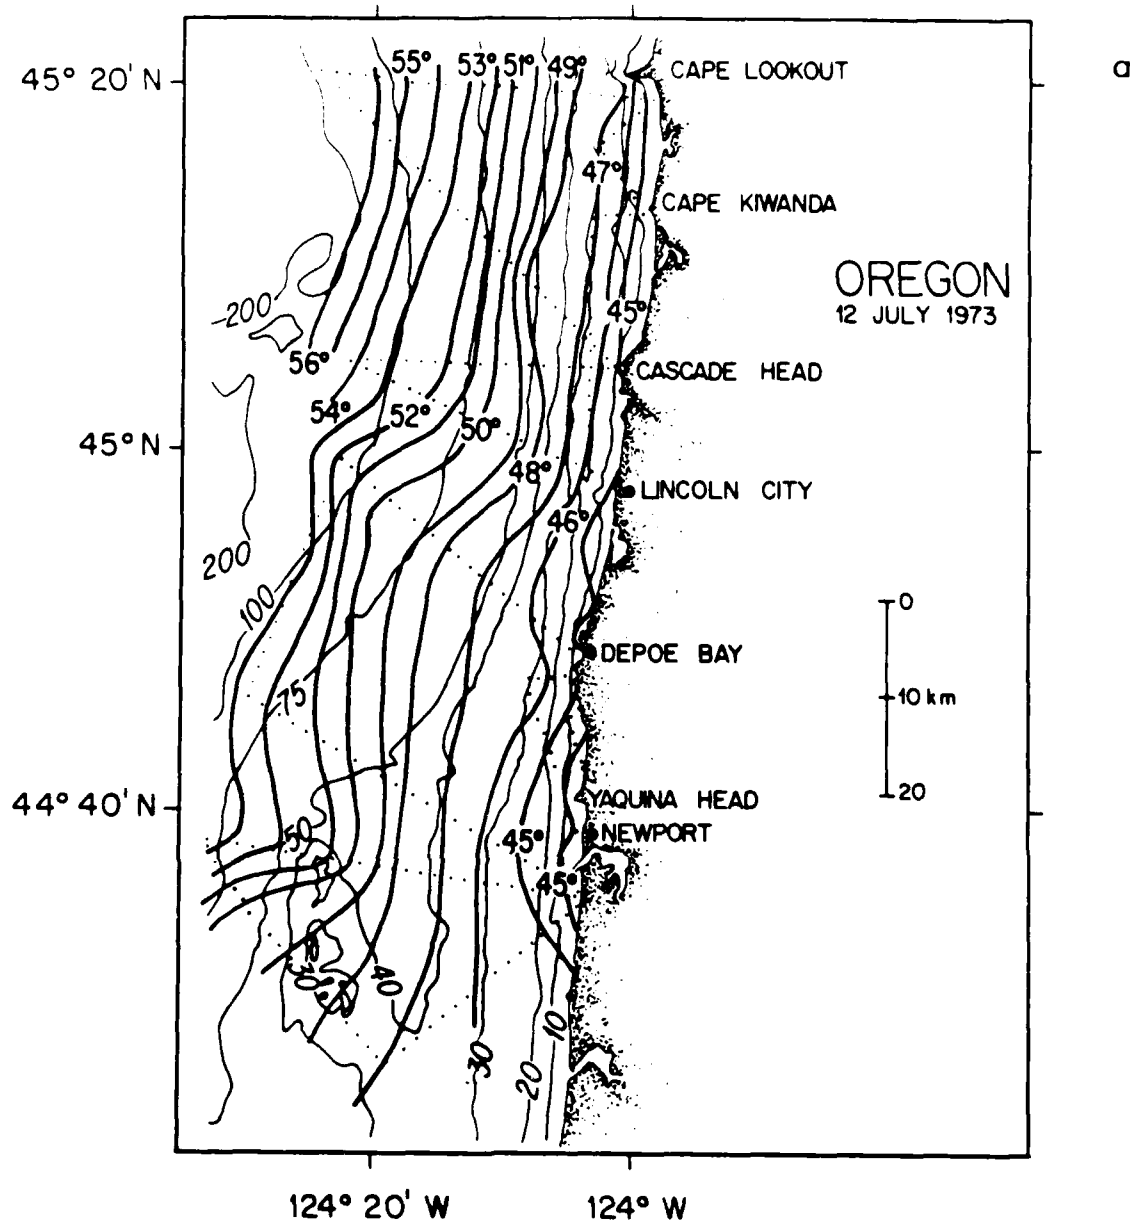 a
55° 53° 51° 49°
45° 20' N
CAPE LOOKOUT
47°
CAPE KIWANDA
OREGON
12 JULY 1973
200
45°
56°
CASCADE HEAD
54° 52°
50°
45° N
48°
LINCOLN CITY
46°
200
100
0
DEPOE BAY
75
10 km
20
44° 40' N
YAQUINA HEAD
NEWPORT
50
45°
45°
30
40
10
30
20
124° 20' W
124° W